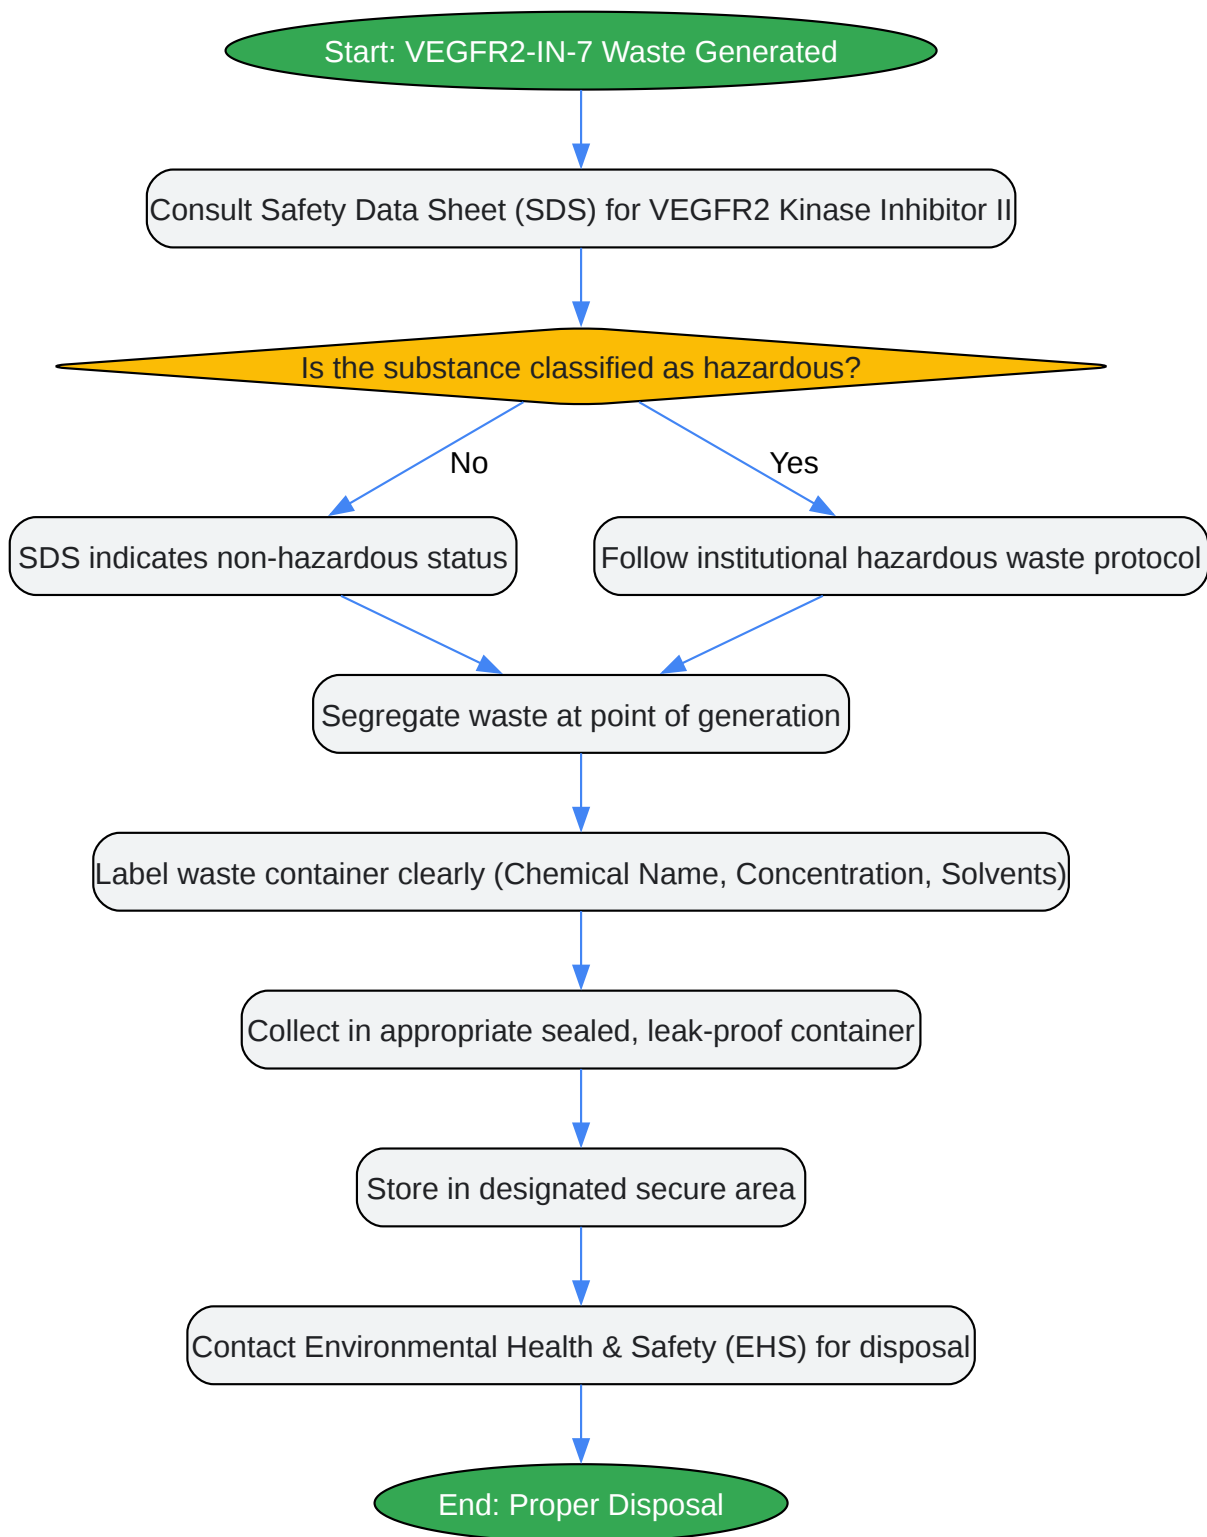 Start: VEGFR2-IN-7 Waste Generated
Consult Safety Data Sheet (SDS) for VEGFR2 Kinase Inhibitor II
Is the substance classified as hazardous?
No
Yes
SDS indicates non-hazardous status
Follow institutional hazardous waste protocol
Segregate waste at point of generation
Label waste container clearly (Chemical Name, Concentration, Solvents)
Collect in appropriate sealed, leak-proof container
Store in designated secure area
Contact Environmental Health & Safety (EHS) for disposal
End: Proper Disposal